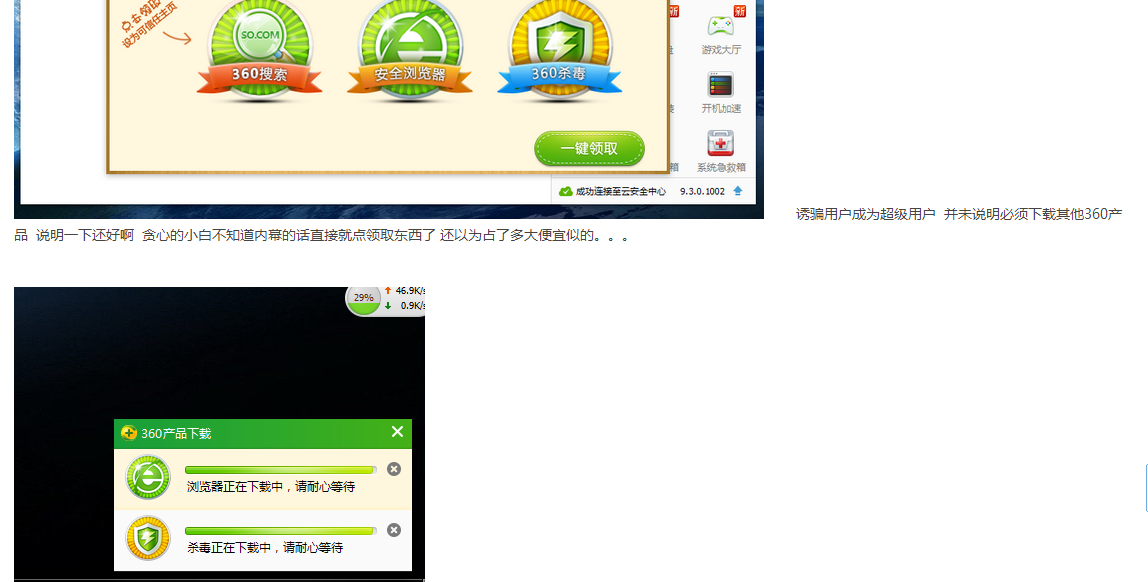 点亮领取
设为可信任主页
SO.COM
360搜索
安全浏览器
360杀毒
一键领取
新
新
游戏大厅
开机加速
箱
系统急救箱
成功连接至云安全中心 9.3.0.1002
诱骗用户成为超级用户 并未说明必须下载其他360产
品 说明一下还好啊 贪心的小白不知道内幕的话直接就点领取东西了 还以为占了多大便宜似的。。。
29%
46.9K/s
0.9K/s
360产品下载
浏览器正在下载中，请耐心等待
杀毒正在下载中，请耐心等待